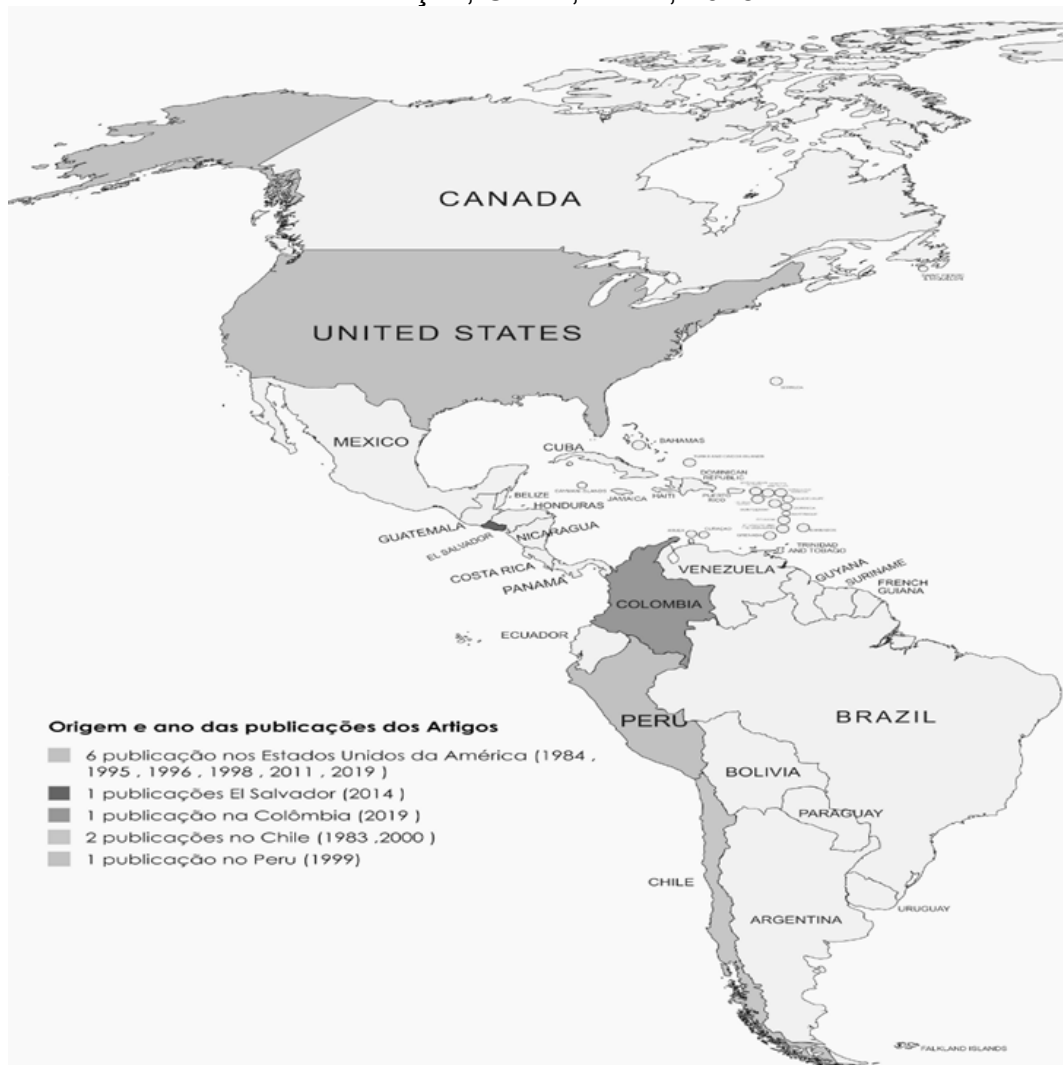 CANADA
UNITED STATES
MEXICO
CUBA
BAHAMAS
DOMINICAN
REPUBLIC
CAYMAN ISLANDS
JAMAICA
HAITI
PUERTO
RICO
BELIZE
HONDURAS
GUATEMALA
EL SALVADOR
NICARAGUA
COSTA RICA
PANAMA
TRINIDAD
AND TOBAGO
VENEZUELA
GUYANA
SURINAME
FRENCH
GUIANA
COLOMBIA
ECUADOR
PERU
BRAZIL
BOLIVIA
PARAGUAY
CHILE
URUGUAY
ARGENTINA
FALKLAND ISLANDS
Origem e ano das publicações dos Artigos
6 publicação nos Estados Unidos da América (1984 ,
1995 , 1996 , 1998 , 2011 , 2019 )
1 publicações El Salvador (2014 )
1 publicação na Colômbia (2019 )
2 publicações no Chile (1983 ,2000 )
1 publicação no Peru (1999)